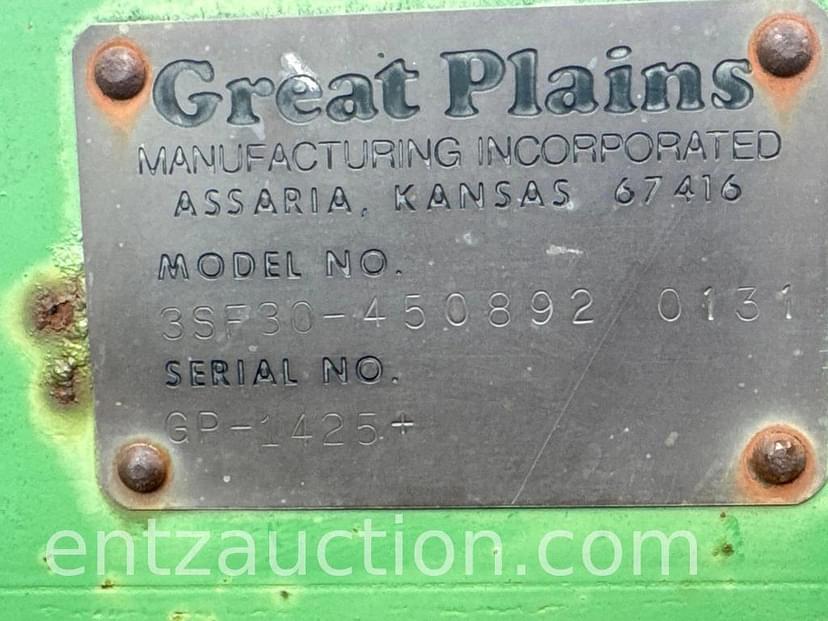 Great Plains
MANUFACTURING INCORPORATED
ASSARIA, KANSAS 67416
MODEL NO.
3SF30-450892 0131
SERIAL NO.
GP-1425+
entzauction.com